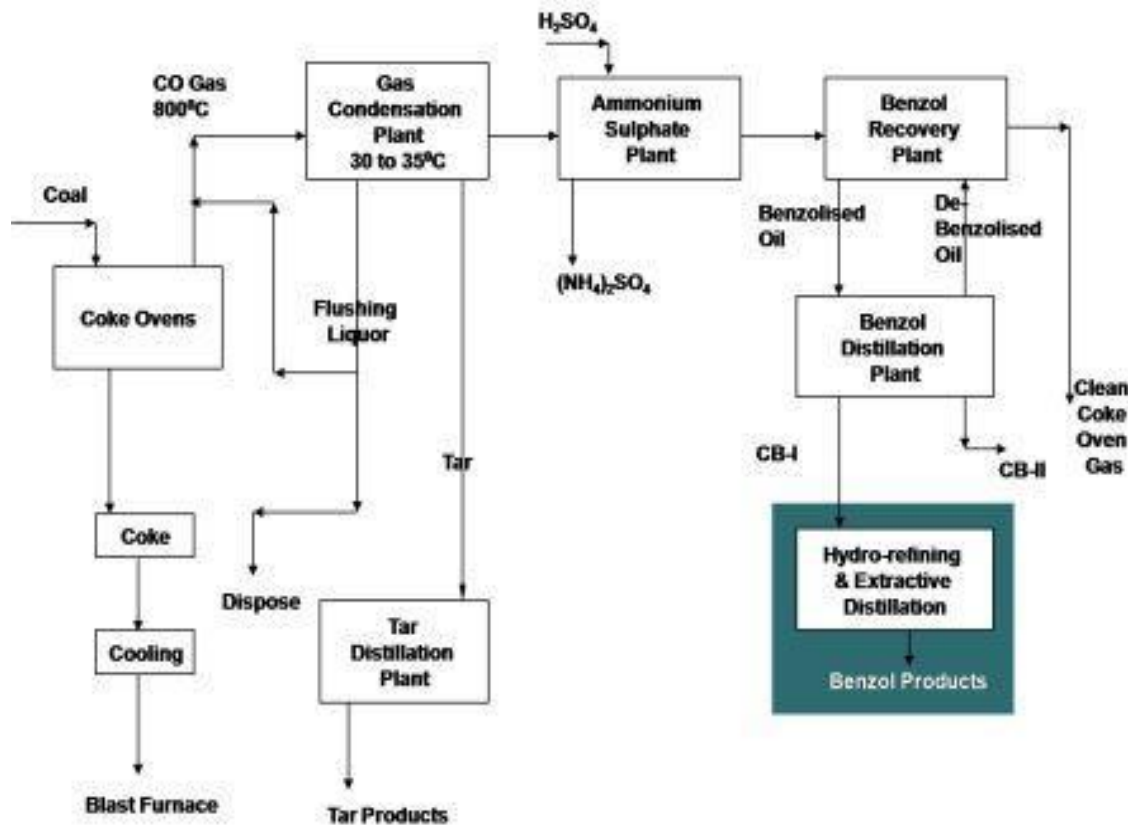 H₂SO₄
CO Gas
800⁰C
Gas
Condensation
Plant
30 to 35⁰C
Ammonium
Sulphate
Plant
Benzol
Recovery
Plant
Coal
Benzolised
Oil
De-
Benzolised
Oil
(NH₄)₂SO₄
Coke Ovens
Flushing
Liquor
Benzol
Distillation
Plant
Clean
Coke
Oven
Gas
Tar
CB-I
CB-II
Coke
Hydro-refining
& Extractive
Distillation
Dispose
Cooling
Tar
Distillation
Plant
Benzol Products
Blast Furnace
Tar Products